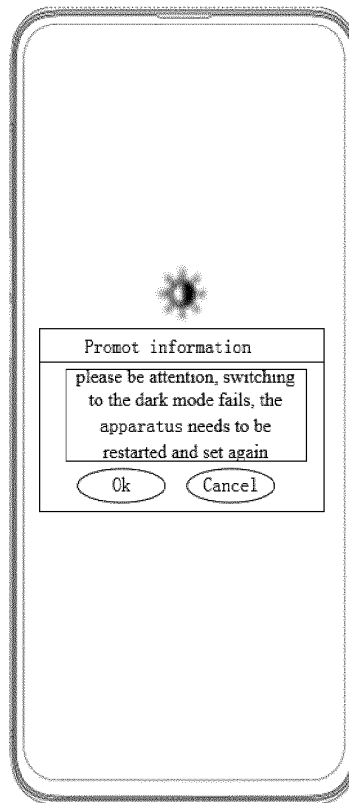 Promot information
please be attention, switching
to the dark mode fails, the
apparatus needs to be
restarted and set again
Ok
Cancel